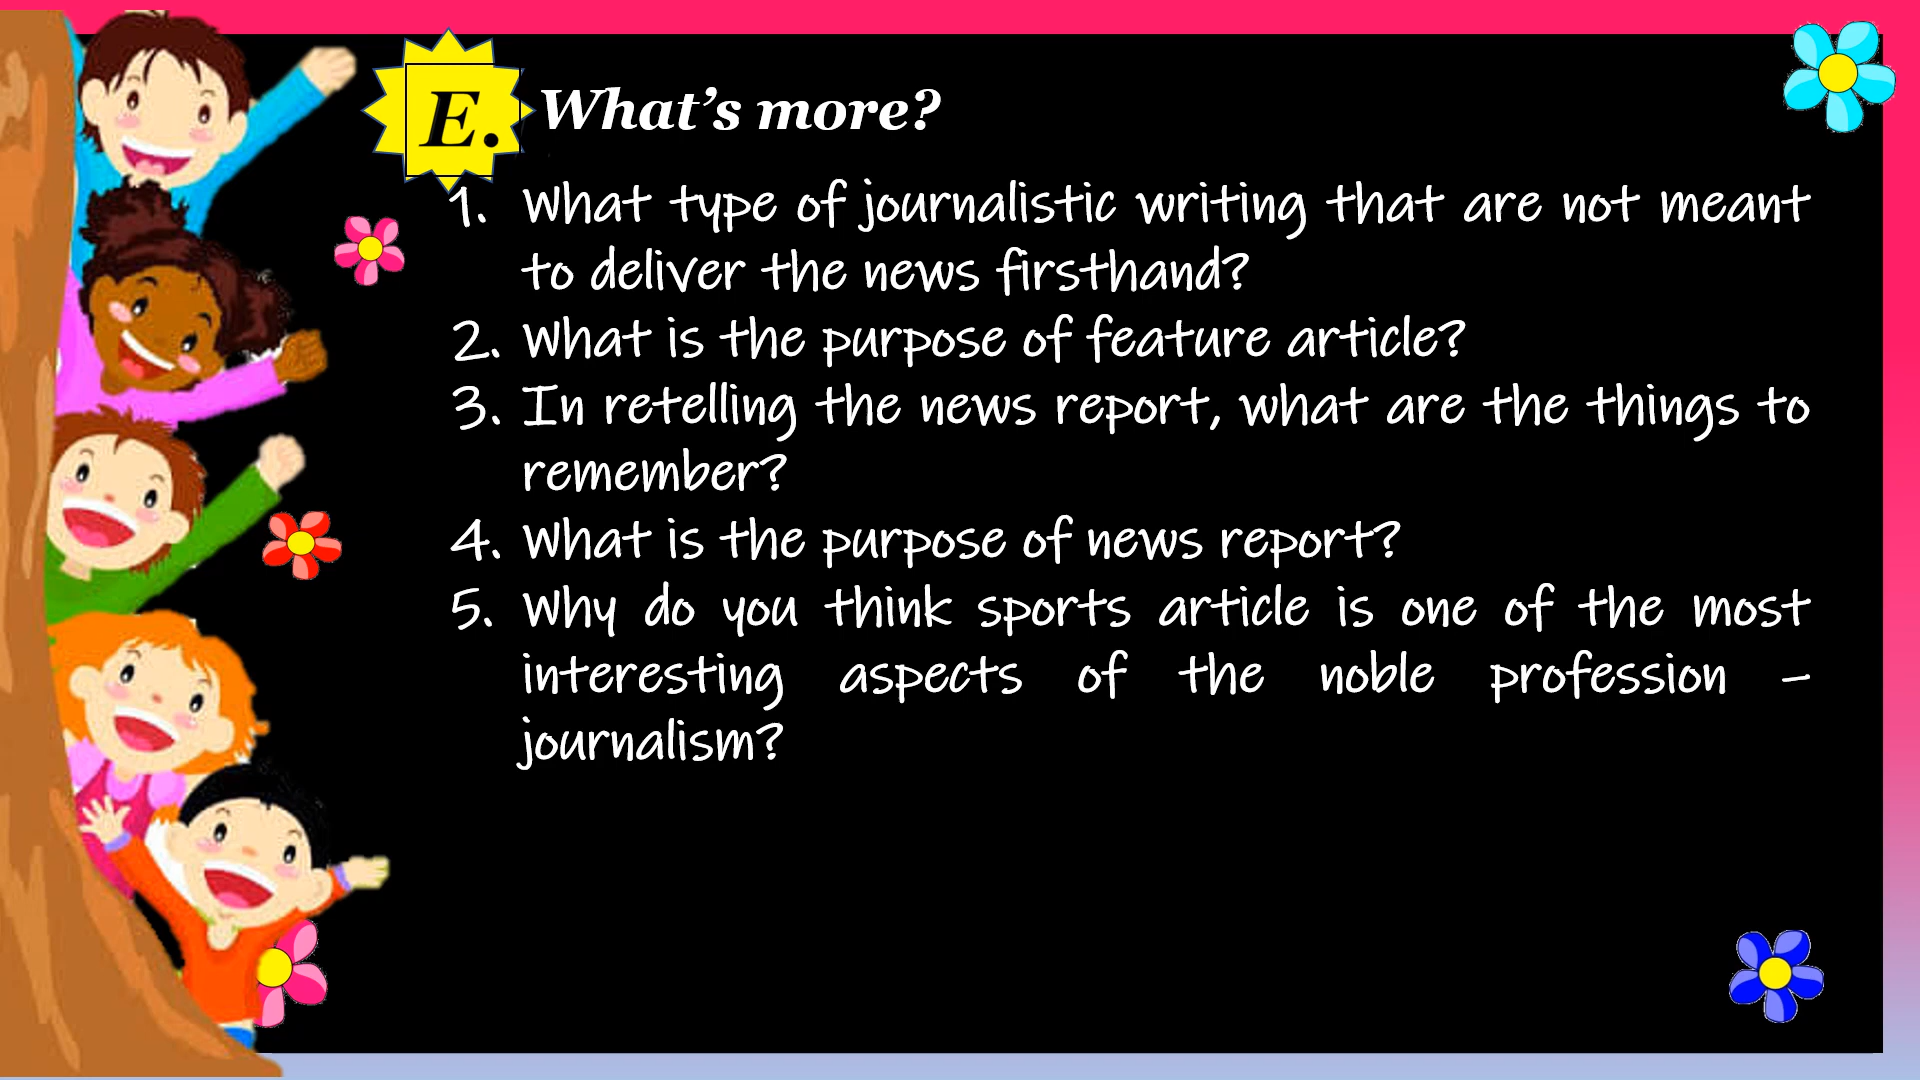 E. What's more?
1. What type of journalistic writing that are not meant
to deliver the news firsthand?
2. What is the purpose of feature article?
3. In retelling the news report, what are the things to
remember?
4. What is the purpose of news report?
5. Why do you think sports article is one of the most
interesting aspects of the noble profession –
journalism?